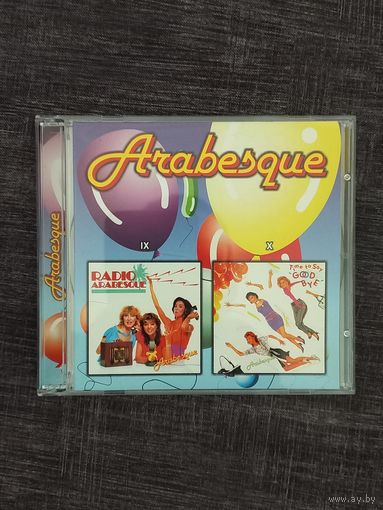 Arabesque
Arabesque
IX
X
RADIO
ARABESQUE
Arabesque
Time to Say
"GOOD
BYE"
Arabesque
www.ay.by